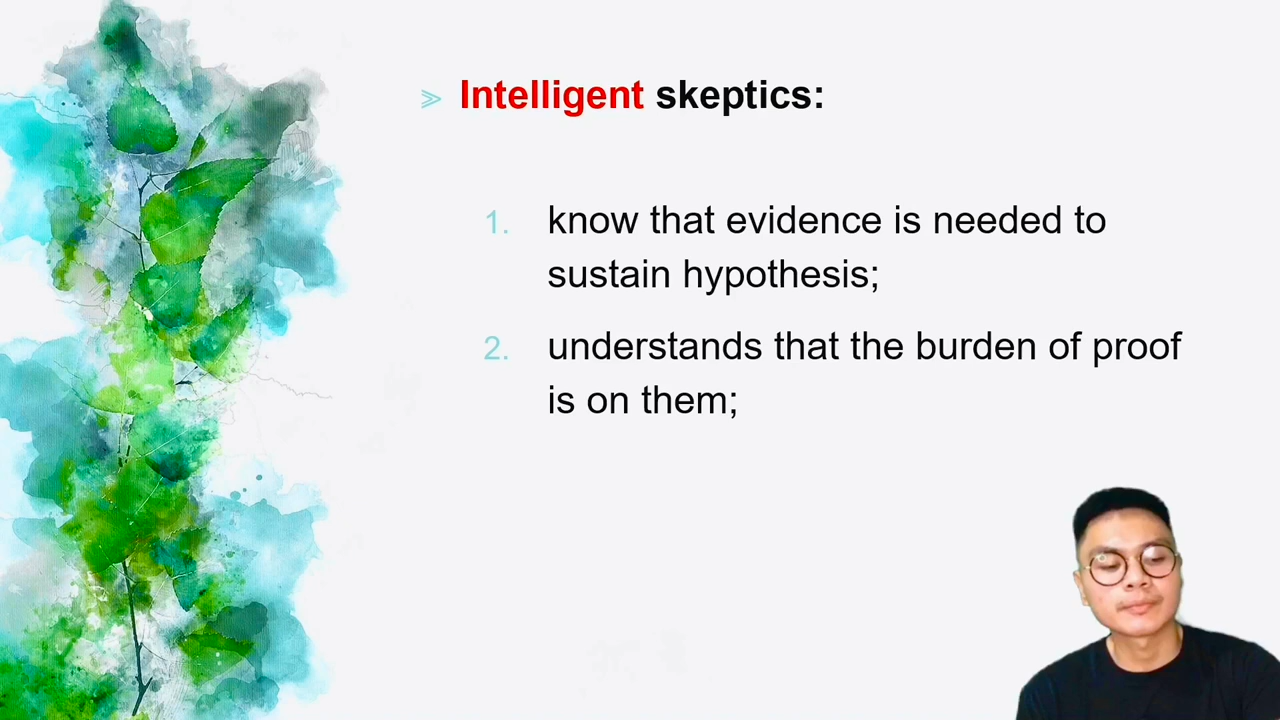 Intelligent skeptics:
1. know that evidence is needed to
sustain hypothesis;
2. understands that the burden of proof
is on them;